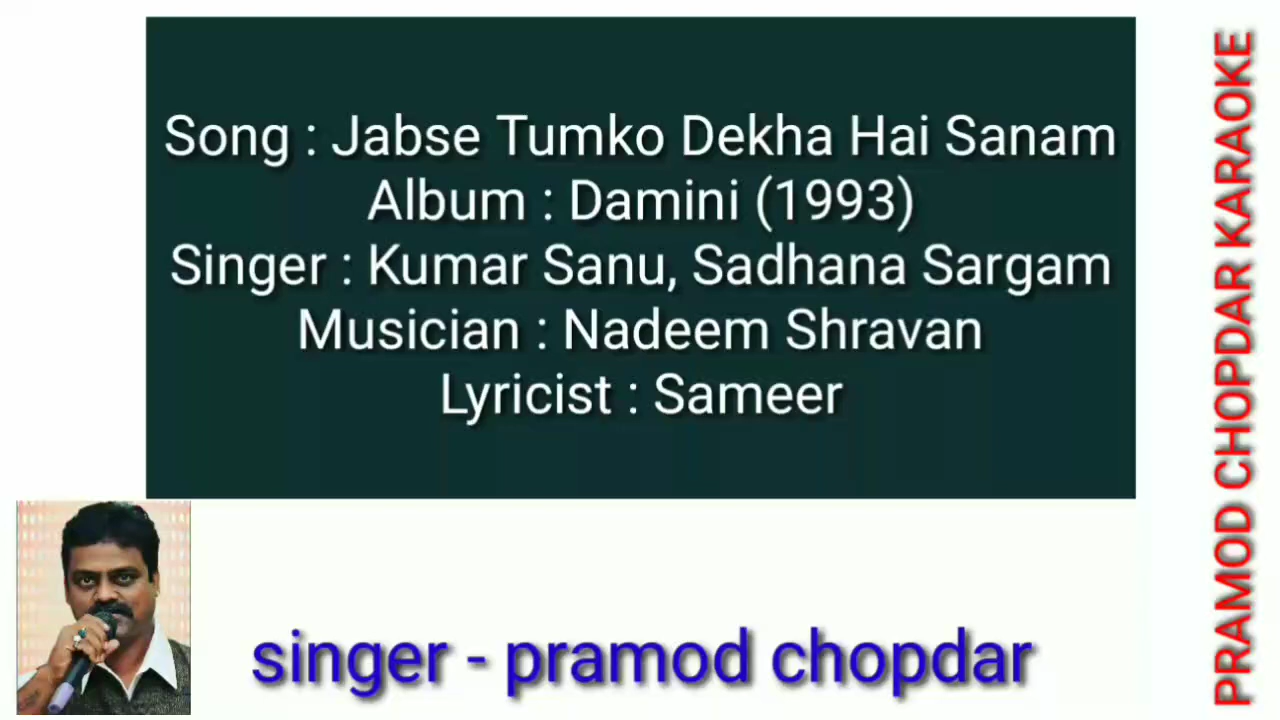 Song : Jabse Tumko Dekha Hai Sanam
Album : Damini (1993)
Singer : Kumar Sanu, Sadhana Sargam
Musician : Nadeem Shravan
Lyricist : Sameer
singer - pramod chopdar
PRAMOD CHOPDAR KARAOKE